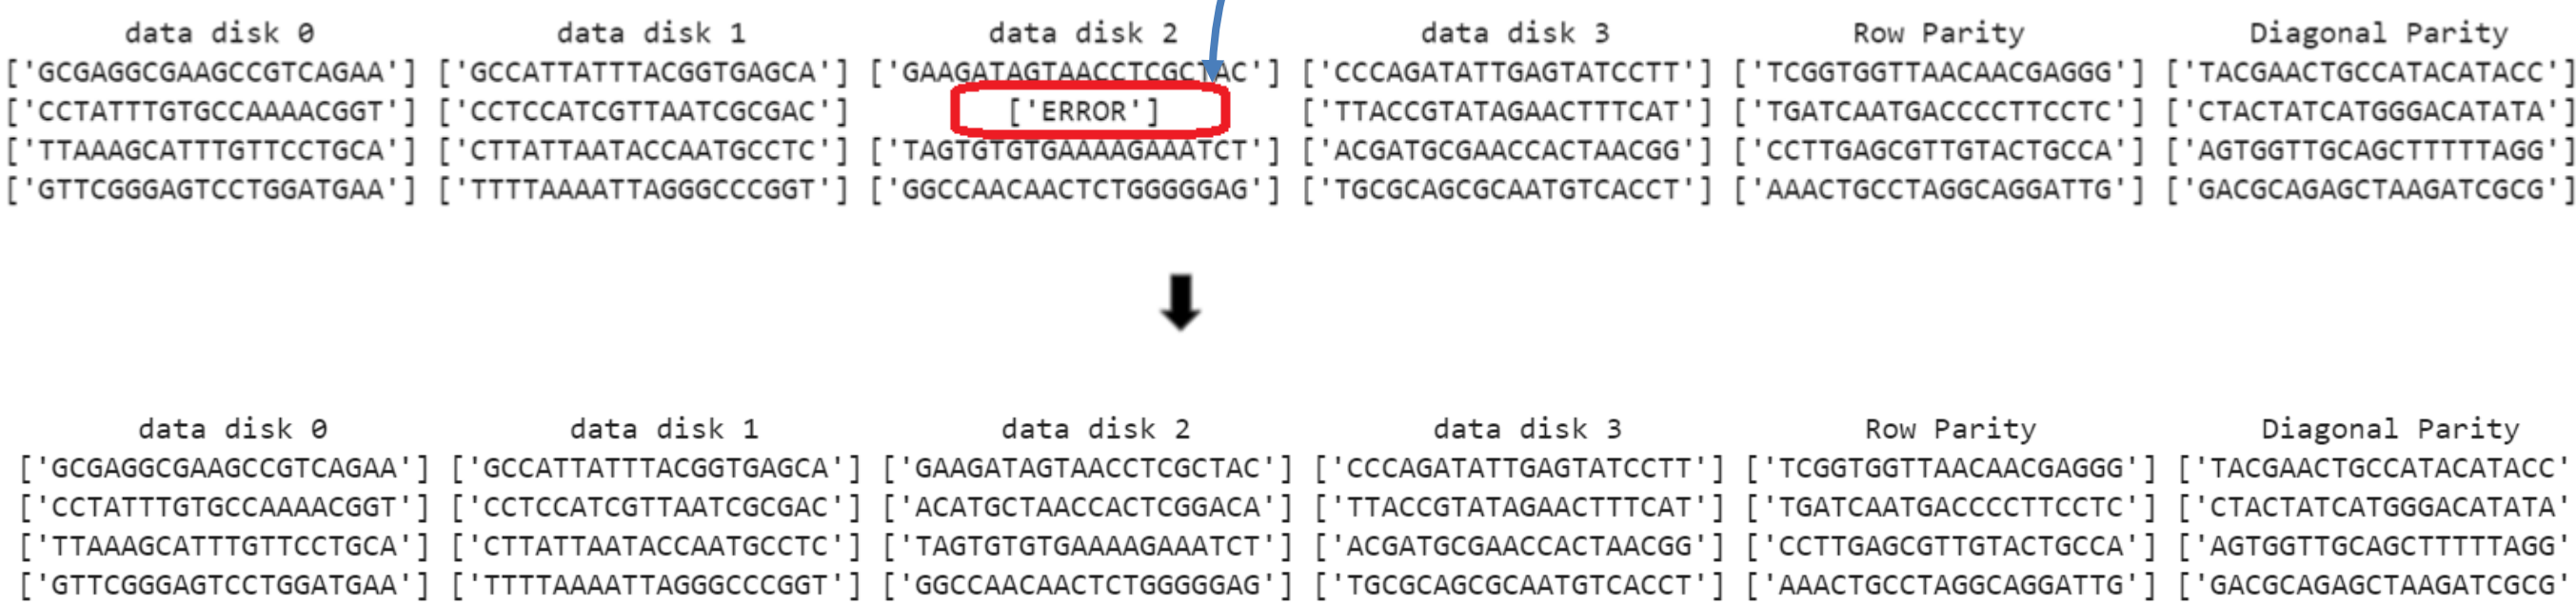 data disk 0 data disk 1 data disk 2 data disk 3 Row Parity Diagonal Parity
['GCGAGGCGAAGCCGTCAGAA'] ['GCCATTATTTACGGTGAGCA'] ['GAAGATAGTAACCTCGCTAC'] ['CCCAGATATTGAGTATCCTT'] ['TCGGTGGTTAACAACGAGGG'] ['TACGAACTGCCATACATACC']
['CCTATTTGTGCCAAAACGGT'] ['CCTCCATCGTTAATCGCGAC'] ['ERROR'] ['TTACCGTATAGAACTTTCAT'] ['TGATCAATGACCCCTTCCTC'] ['CTACTATCATGGGACATATA']
['TTAAAGCATTTGTTCCTGCA'] ['CTTATTAATACCAATGCCTC'] ['TAGTGTGTGAAAAGAAATCT'] ['ACGATGCGAACCACTAACGG'] ['CCTTGAGCGTTGTACTGCCA'] ['AGTGGTTGCAGCTTTTTAGG']
['GTTCGGGAGTCCTGGATGAA'] ['TTTTAAAATTAGGGCCCGGT'] ['GGCCAACAACTCTGGGGGAG'] ['TGCGCAGCGCAATGTCACCT'] ['AAACTGCCTAGGCAGGATTG'] ['GACGCAGAGCTAAGATCGCG']
data disk 0 data disk 1 data disk 2 data disk 3 Row Parity Diagonal Parity
['GCGAGGCGAAGCCGTCAGAA'] ['GCCATTATTTACGGTGAGCA'] ['GAAGATAGTAACCTCGCTAC'] ['CCCAGATATTGAGTATCCTT'] ['TCGGTGGTTAACAACGAGGG'] ['TACGAACTGCCATACATACC'
['CCTATTTGTGCCAAAACGGT'] ['CCTCCATCGTTAATCGCGAC'] ['ACATGCTAACCACTCGGACA'] ['TTACCGTATAGAACTTTCAT'] ['TGATCAATGACCCCTTCCTC'] ['CTACTATCATGGGACATATA'
['TTAAAGCATTTGTTCCTGCA'] ['CTTATTAATACCAATGCCTC'] ['TAGTGTGTGAAAAGAAATCT'] ['ACGATGCGAACCACTAACGG'] ['CCTTGAGCGTTGTACTGCCA'] ['AGTGGTTGCAGCTTTTTAGG'
['GTTCGGGAGTCCTGGATGAA'] ['TTTTAAAATTAGGGCCCGGT'] ['GGCCAACAACTCTGGGGGAG'] ['TGCGCAGCGCAATGTCACCT'] ['AAACTGCCTAGGCAGGATTG'] ['GACGCAGAGCTAAGATCGCG'